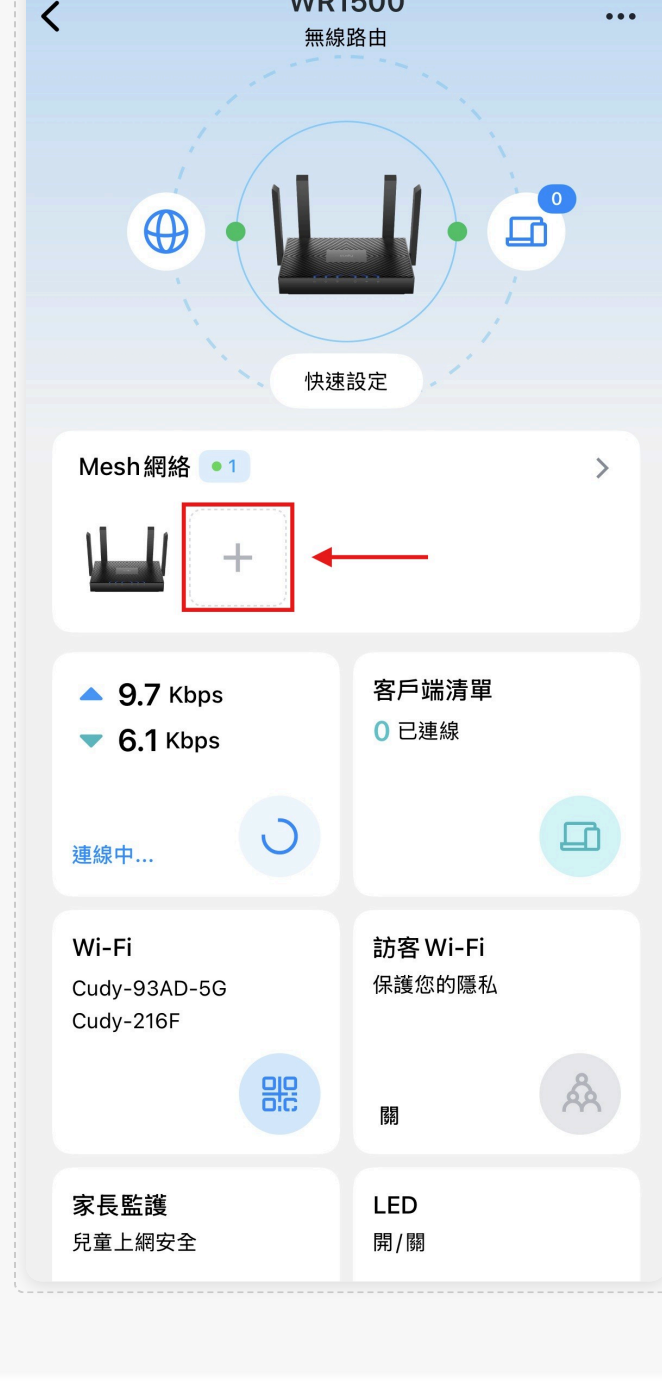 WR1500
無線路由
0
快速設定
Mesh網絡 1
9.7 Kbps
6.1 Kbps
連線中...
客戶端清單
0 已連線
Wi-Fi
Cudy-93AD-5G
Cudy-216F
訪客 Wi-Fi
保護您的隱私
關
家長監護
兒童上網安全
LED
開/關